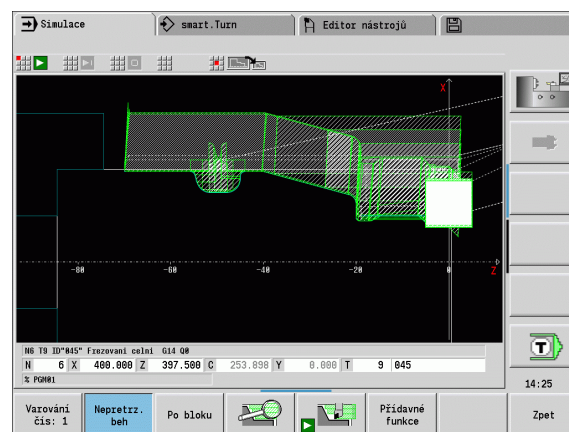 Simulace
smart.Turn
Editor nástrojů
X
-80
-60
-40
-20
0
Z
N6 T9 ID"045" Frezovani celni G14 Q0
N 6 X 400.000 Z 397.500 C 253.898 Y 0.000 T 9 045
% PGM01
T
14:25
Varování čís: 1
Nepretrz. beh
Po bloku
Přídavné funkce
Zpet